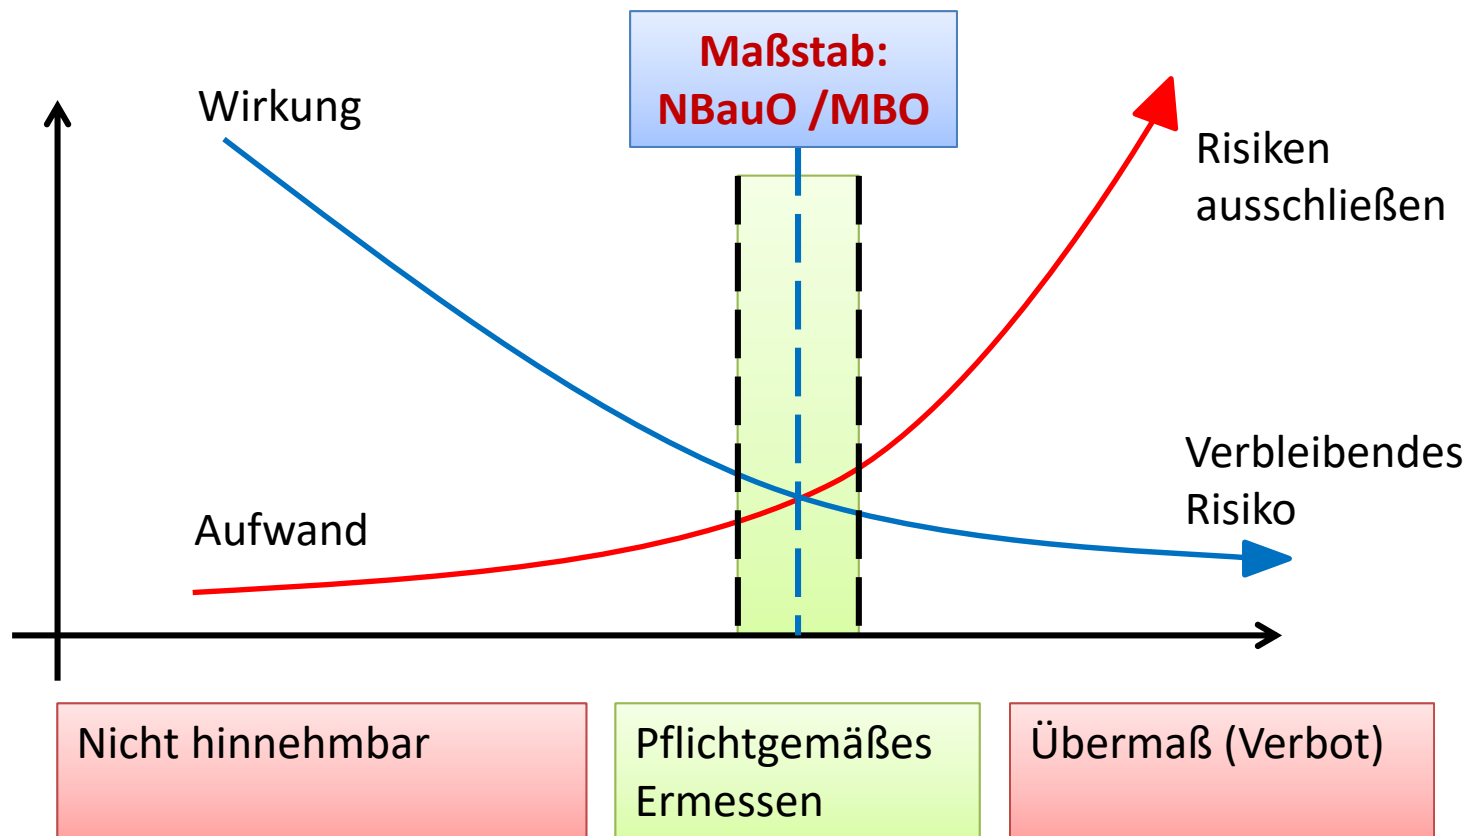 Maßstab:
NBauO /MBO
Wirkung
Risiken
ausschließen
Verbleibendes
Risiko
Aufwand
Nicht hinnehmbar
Pflichtgemäßes
Ermessen
Übermaß (Verbot)